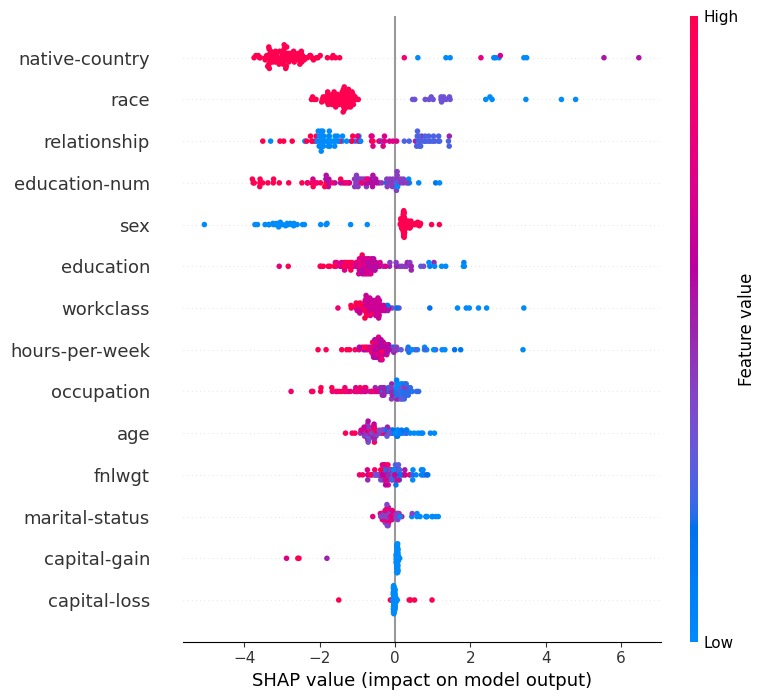 High
native-country
race
relationship
education-num
sex
education
workclass
hours-per-week
occupation
age
fnlwgt
marital-status
capital-gain
capital-loss
Feature value
Low
−4
−2
0
2
4
6
SHAP value (impact on model output)